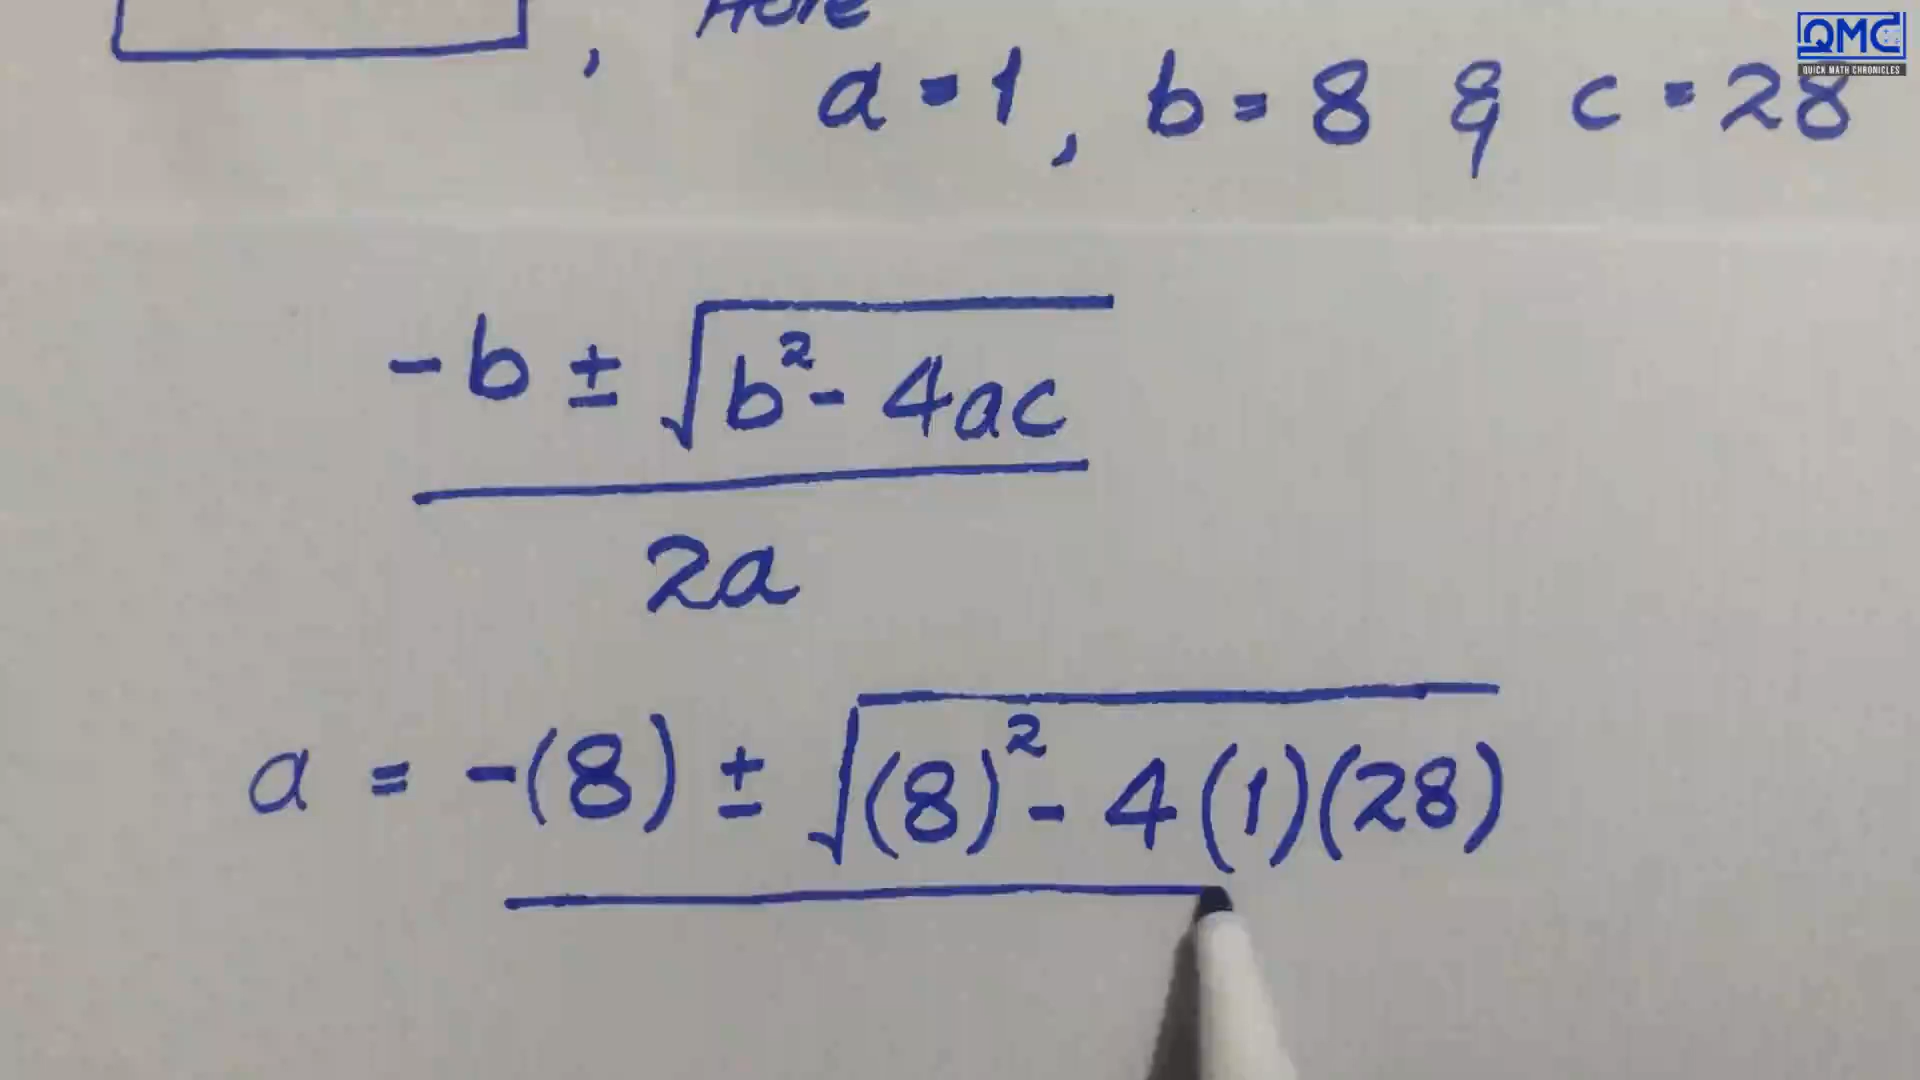 QMC
QUICK MATH CHRONICLES
Here
a = 1, b = 8 & c = 28
-b ± √(b² - 4ac)
2a
a = -(8) ± √((8)² - 4(1)(28))